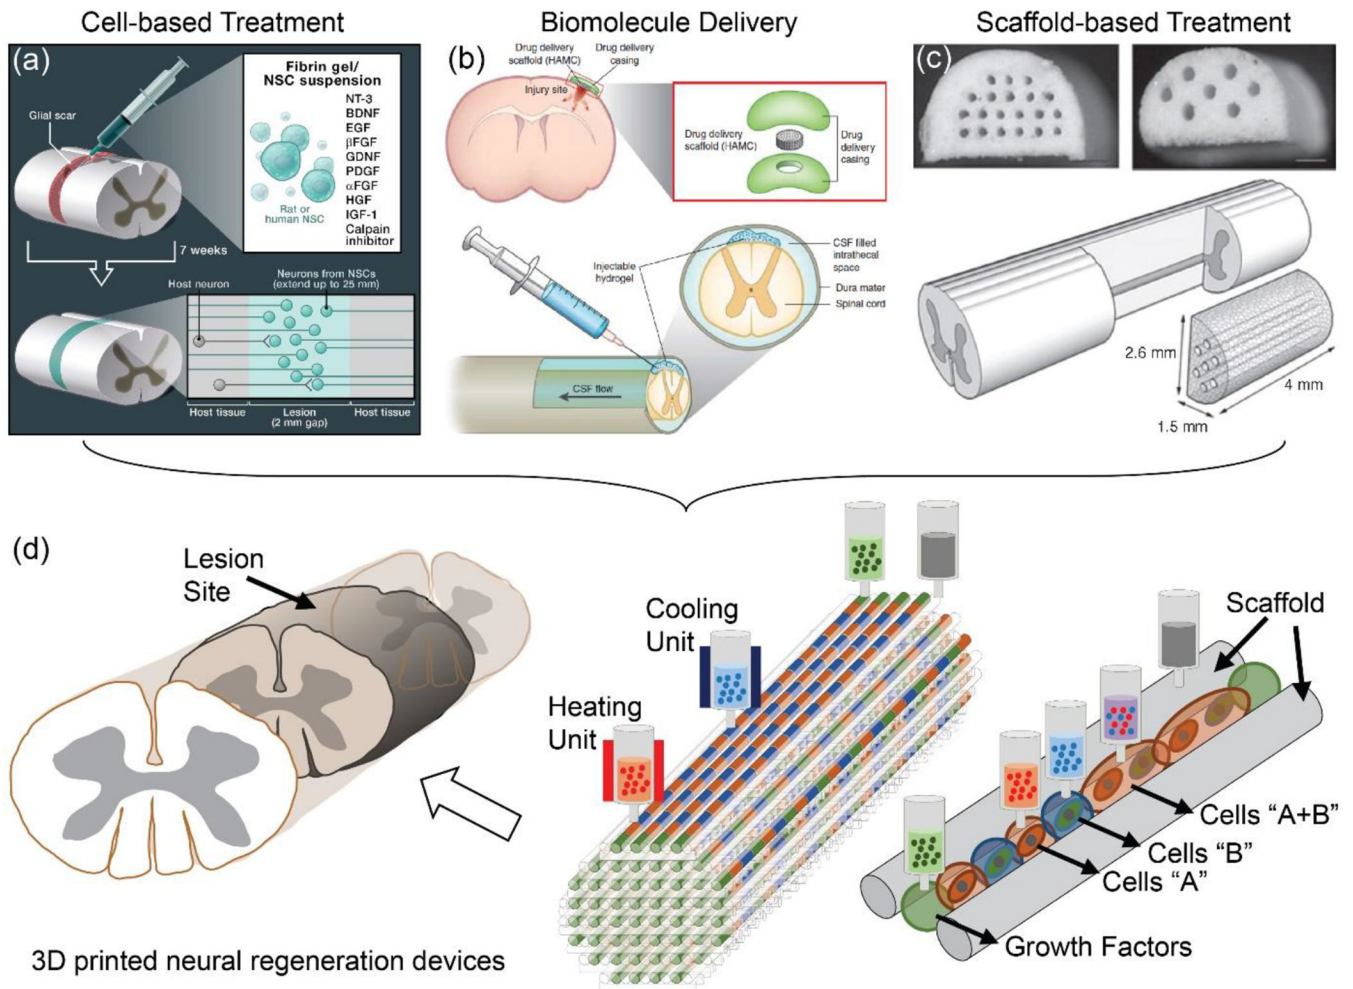 Cell-based Treatment
Biomolecule Delivery
Scaffold-based Treatment
(a)
Glial scar
Fibrin gel/
NSC suspension
NT-3
BDNF
EGF
βFGF
GDNF
PDGF
αFGF
HGF
IGF-1
Calpain
inhibitor
Rat or
human NSC
7 weeks
Host neuron
Neurons from NSCs
(extend up to 25 mm)
Host tissue
Lesion
(2 mm gap)
Host tissue
(b)
Drug delivery
scaffold (HAMC)
Drug delivery
casing
Injury site
Drug delivery
scaffold (HAMC)
Drug
delivery
casing
Injectable
hydrogel
CSF filled
intrathecal
space
Dura mater
Spinal cord
CSF flow
(c)
2.6 mm
4 mm
1.5 mm
(d)
Lesion
Site
Cooling
Unit
Heating
Unit
Scaffold
Cells “A+B”
Cells “B”
Cells “A”
Growth Factors
3D printed neural regeneration devices